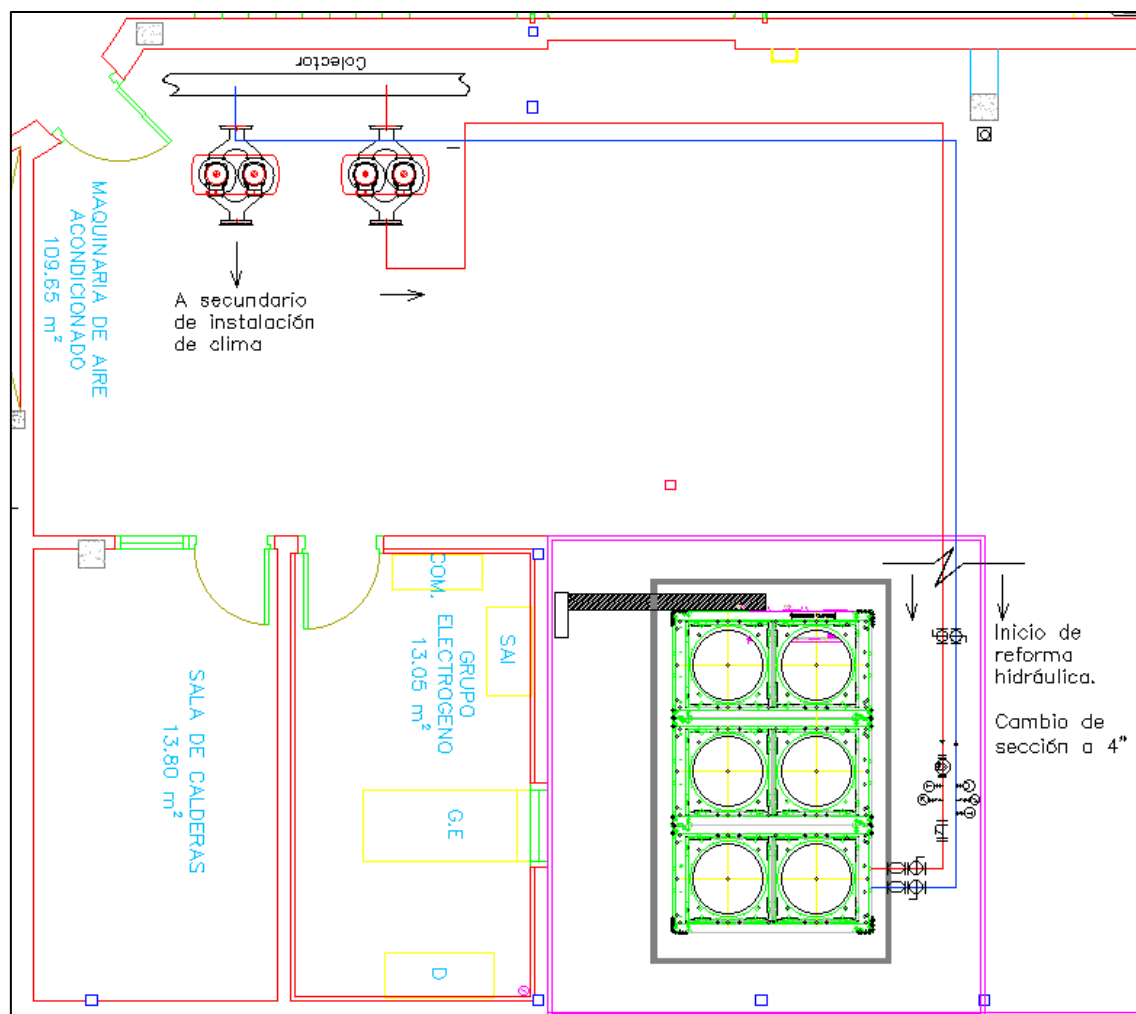 Colector
MAQUINARIA DE AIRE
ACONDICIONADO
109.65 m²
A secundario
de instalación
de clima
COM.
SAI
GRUPO
ELECTROGENO
13.05 m²
G.E
D
SALA DE CALDERAS
13.80 m²
Inicio de
reforma
hidráulica.
Cambio de
sección a 4"